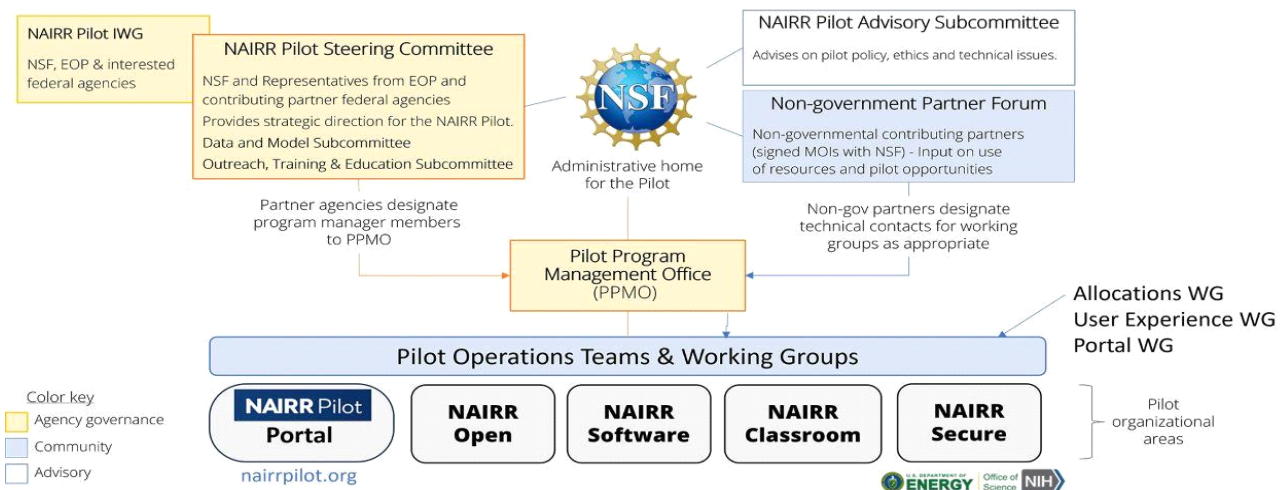 NAIRR Pilot IWG
NSF, EOP & interested
federal agencies
NAIRR Pilot Steering Committee
NSF and Representatives from EOP and
contributing partner federal agencies
Provides strategic direction for the NAIRR Pilot.
Data and Model Subcommittee
Outreach, Training & Education Subcommittee
NSF
Administrative home
for the Pilot
NAIRR Pilot Advisory Subcommittee
Advises on pilot policy, ethics and technical issues.
Non-government Partner Forum
Non-governmental contributing partners
(signed MOIs with NSF) - Input on use
of resources and pilot opportunities
Partner agencies designate
program manager members
to PPMO
Non-gov partners designate
technical contacts for working
groups as appropriate
Pilot Program
Management Office
(PPMO)
Allocations WG
User Experience WG
Portal WG
Pilot Operations Teams & Working Groups
Color key
Agency governance
Community
Advisory
NAIRR Pilot
Portal
nairrpilot.org
NAIRR
Open
NAIRR
Software
NAIRR
Classroom
NAIRR
Secure
Pilot
organizational
areas
U.S. DEPARTMENT OF
ENERGY
Office of
Science
NIH